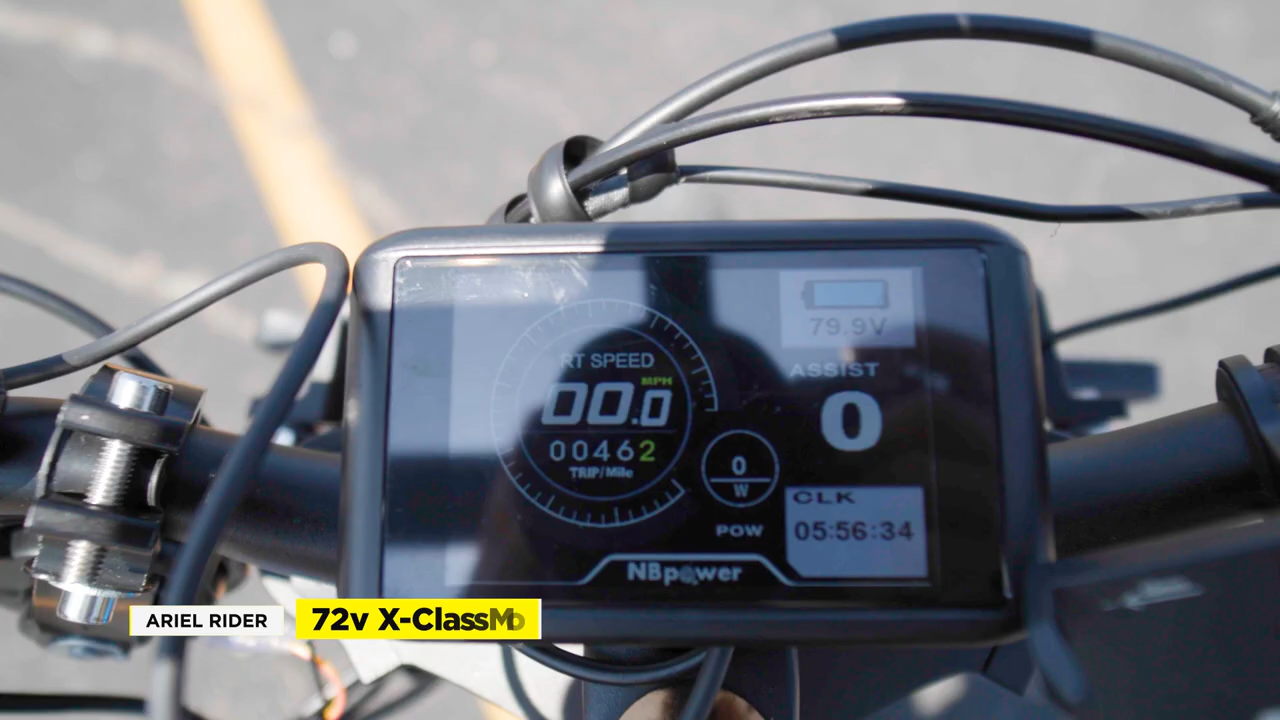 79.9V
RT SPEED
MPH
00.0
ASSIST
0
00462
TRIP/Mile
0
W
POW
CLK
05:56:34
NBpower
ARIEL RIDER
72v X-ClassMo